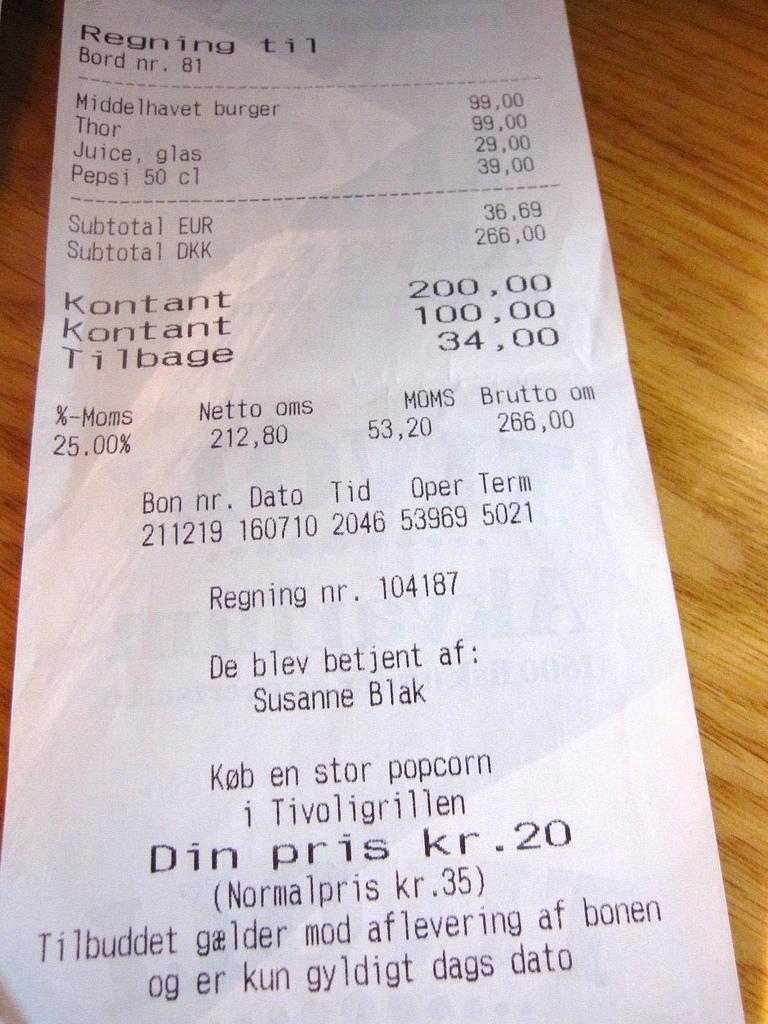 Regning til
Bord nr. 81
Middelhavet burger 99,00
Thor 99,00
Juice, glas 29,00
Pepsi 50 cl 39,00
Subtotal EUR 36,69
Subtotal DKK 266,00
Kontant 200,00
Kontant 100,00
Tilbage 34,00
%-Moms Netto oms MOMS Brutto om
25.00% 212,80 53,20 266,00
Bon nr. Dato Tid Oper Term
211219 160710 2046 53969 5021
Regning nr. 104187
De blev betjent af:
Susanne Blak
Køb en stor popcorn
i Tivoligrillen
Din pris kr.20
(Normalpris kr.35)
Tilbuddet gælder mod aflevering af bonen
og er kun gyldigt dags dato